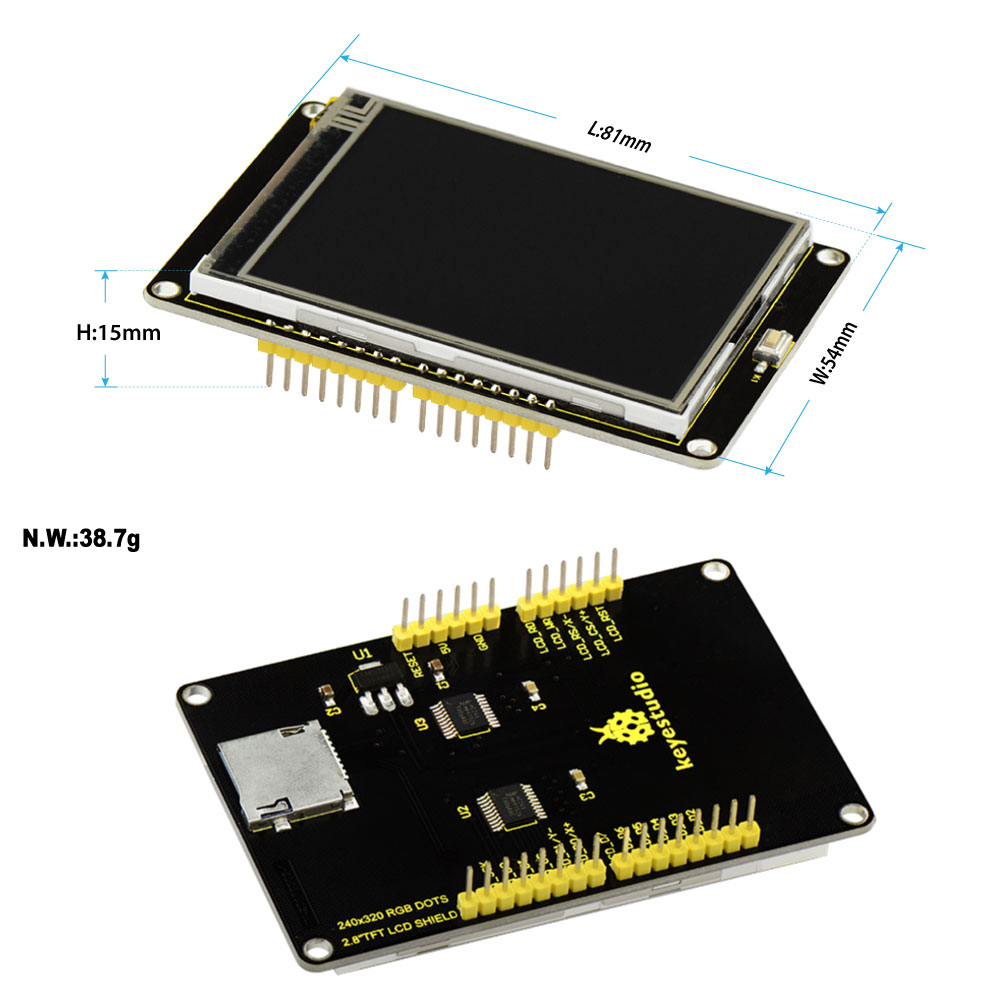 L:81mm
H:15mm
W:54mm
K1
N.W.:38.7g
U1
RESET
5V
GND
LCD_RD
LCD_WR
LCD_RS/X-
LCD_CS/Y+
LCD_RST
U3
U2
keyestudio
240x320 RGB DOTS
2.8"TFT LCD SHIELD